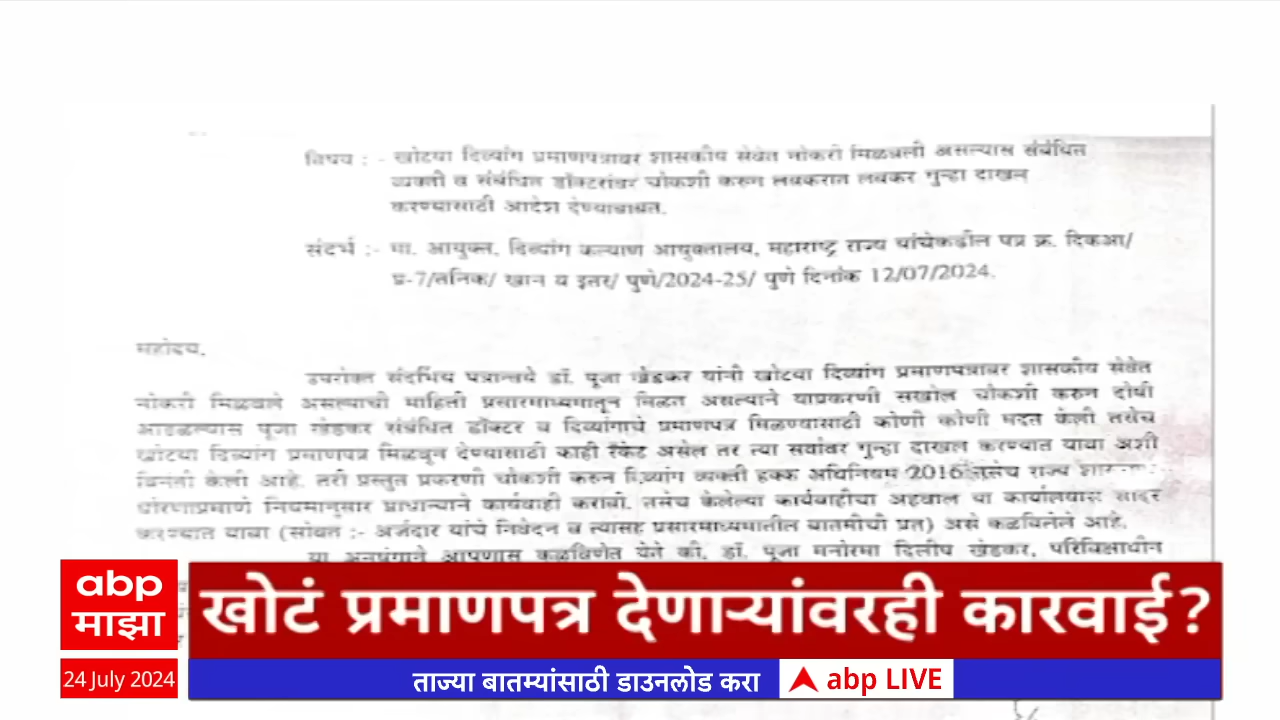 विषय : - खोटया दिव्यांग प्रमाणपत्रावर शासकीय सेवेत नोकरी मिळवली असल्यास संबंधित
व्यक्ती व संबंधित डॉक्टरांवर चोकशी करुन लवकरात लवकर गुन्हा दाखल
करण्यासाठी आदेश देण्याबाबत.
संदर्भ :- मा. आयुक्त, दिव्यांग कल्याण आयुक्तालय, महाराष्ट्र राज्य यांचेकडील पत्र क्र. दिकआ/
प्र-7/तनिक/ खान व इतर/ पुणे/2024-25/ पुणे दिनांक 12/07/2024.
महोदय,
उपरोक्त संदर्भिय पत्रान्वये डॉ. पूजा खेडकर यांनी खोटया दिव्यांग प्रमाणपत्रावर शासकीय सेवेत
नोकरी मिळवले असल्याची माहिती प्रसारमाध्यमातून मिळत असल्याने याप्रकरणी सखोल चोकशी करुन दोषी
आढळल्यास पूजा खेडकर संबंधित डॉक्टर व दिव्यांगाचे प्रमाणपत्र मिळण्यासाठी कोणी कोणी मदत केली तसेच
खोटया दिव्यांग प्रमाणपत्र मिळवून देण्यासाठी काही रॅकेट असेल तर त्या सर्वावर गुन्हा दाखल करण्यात यावा अशी
विनंती केली आहे. तरी प्रस्तुत प्रकरणी चोकशी करुन दिव्यांग व्यक्ती हक्क अधिनियम 2016 तसेच राज्य
धोरणाप्रमाणे नियमानुसार प्राधान्याने कार्यवाही करावी. तसेच केलेल्या कार्यवाहीचा अहवाल या कार्यालयास सादर
करण्यात यावा (सोबत :- अर्जदार यांचे निवेदन व त्यासह प्रसारमाध्यमातील बातमीची प्रत) असे कळविलेले आहे.
या अनुषंगाने आपणास कळविणेत येते की, डॉ. पूजा मनोरमा दिलीप खेडकर, परिविक्षाधीन
abp
माझा
खोटं प्रमाणपत्र देणाऱ्यांवरही कारवाई?
24 July 2024
ताज्या बातम्यांसाठी डाउनलोड करा
abp LIVE